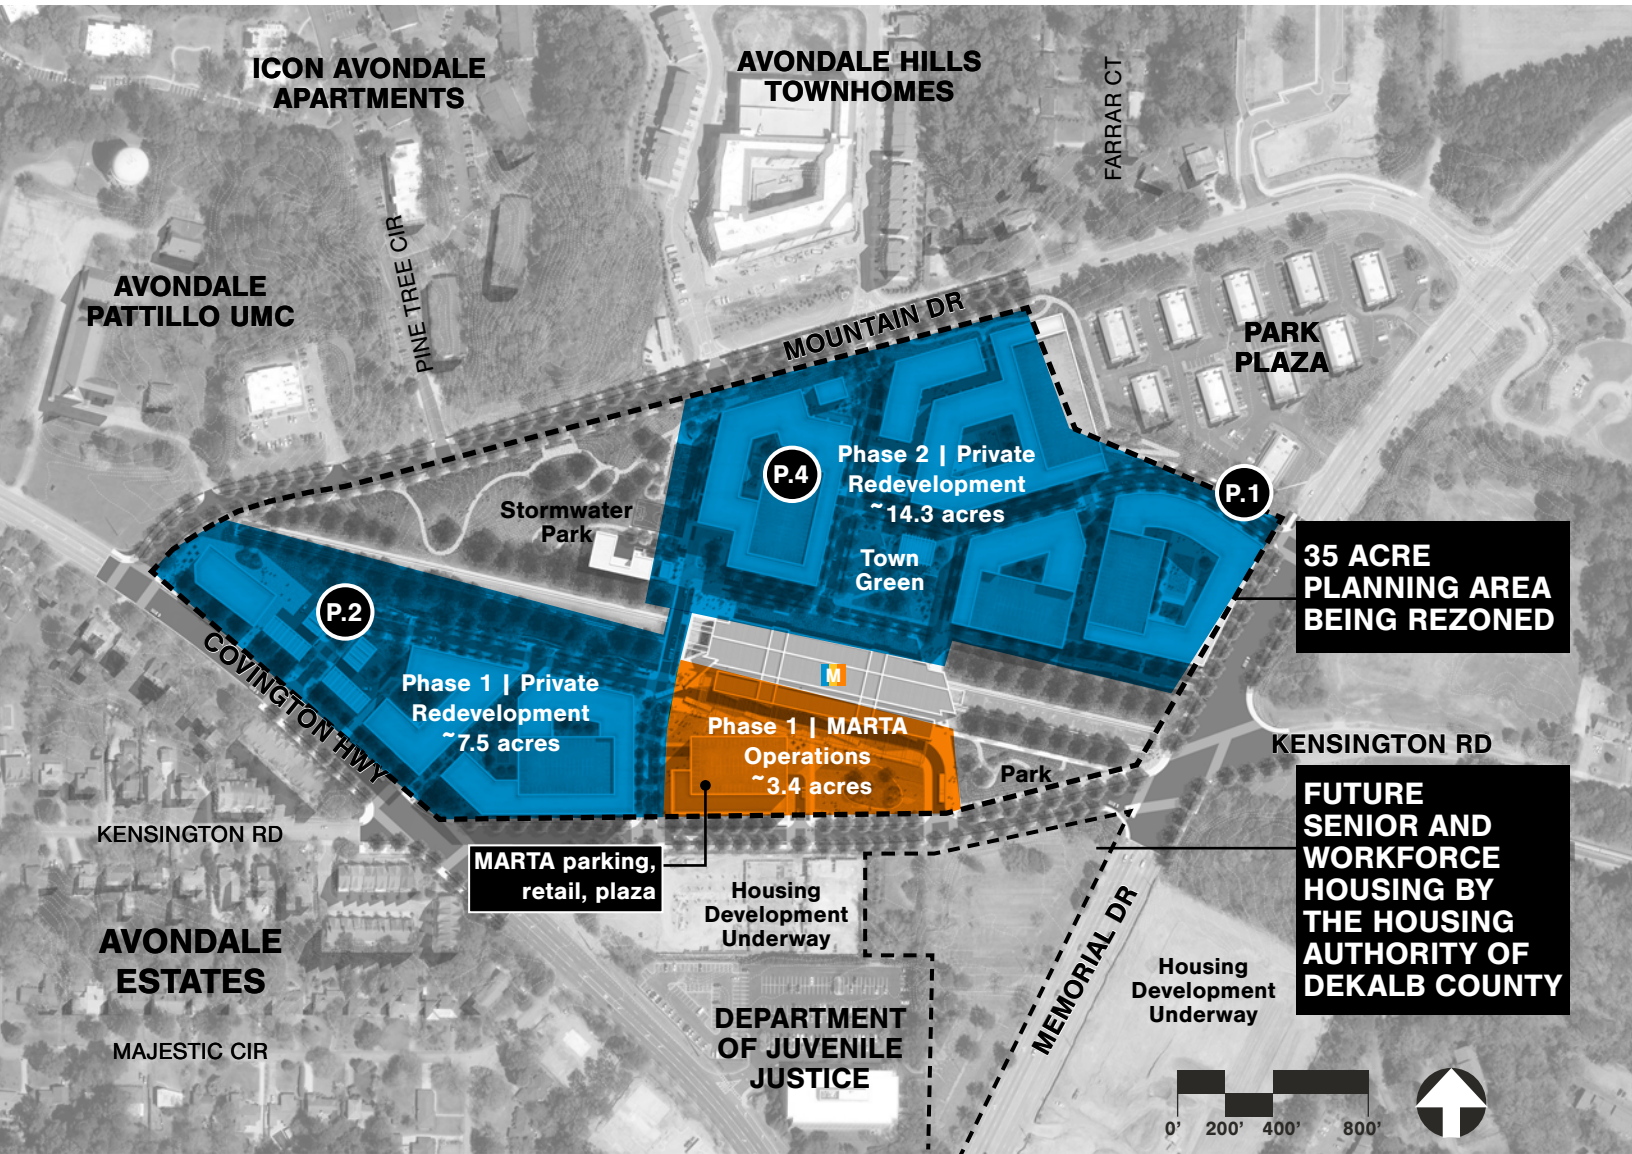 ICON AVONDALE
APARTMENTS
AVONDALE HILLS
TOWNHOMES
FARRAR CT
PINE TREE CIR
AVONDALE
PATTILLO UMC
MOUNTAIN DR
PARK
PLAZA
P.4
Phase 2 | Private
Redevelopment
~14.3 acres
P.1
Stormwater
Park
Town
Green
35 ACRE
PLANNING AREA
BEING REZONED
P.2
COVINGTON HWY
Phase 1 | Private
Redevelopment
~7.5 acres
M
Phase 1 | MARTA
Operations
~3.4 acres
Park
KENSINGTON RD
KENSINGTON RD
MARTA parking,
retail, plaza
FUTURE
SENIOR AND
WORKFORCE
HOUSING BY
THE HOUSING
AUTHORITY OF
DEKALB COUNTY
Housing
Development
Underway
MEMORIAL DR
AVONDALE
ESTATES
Housing
Development
Underway
DEPARTMENT
OF JUVENILE
JUSTICE
MAJESTIC CIR
0' 200' 400' 800'